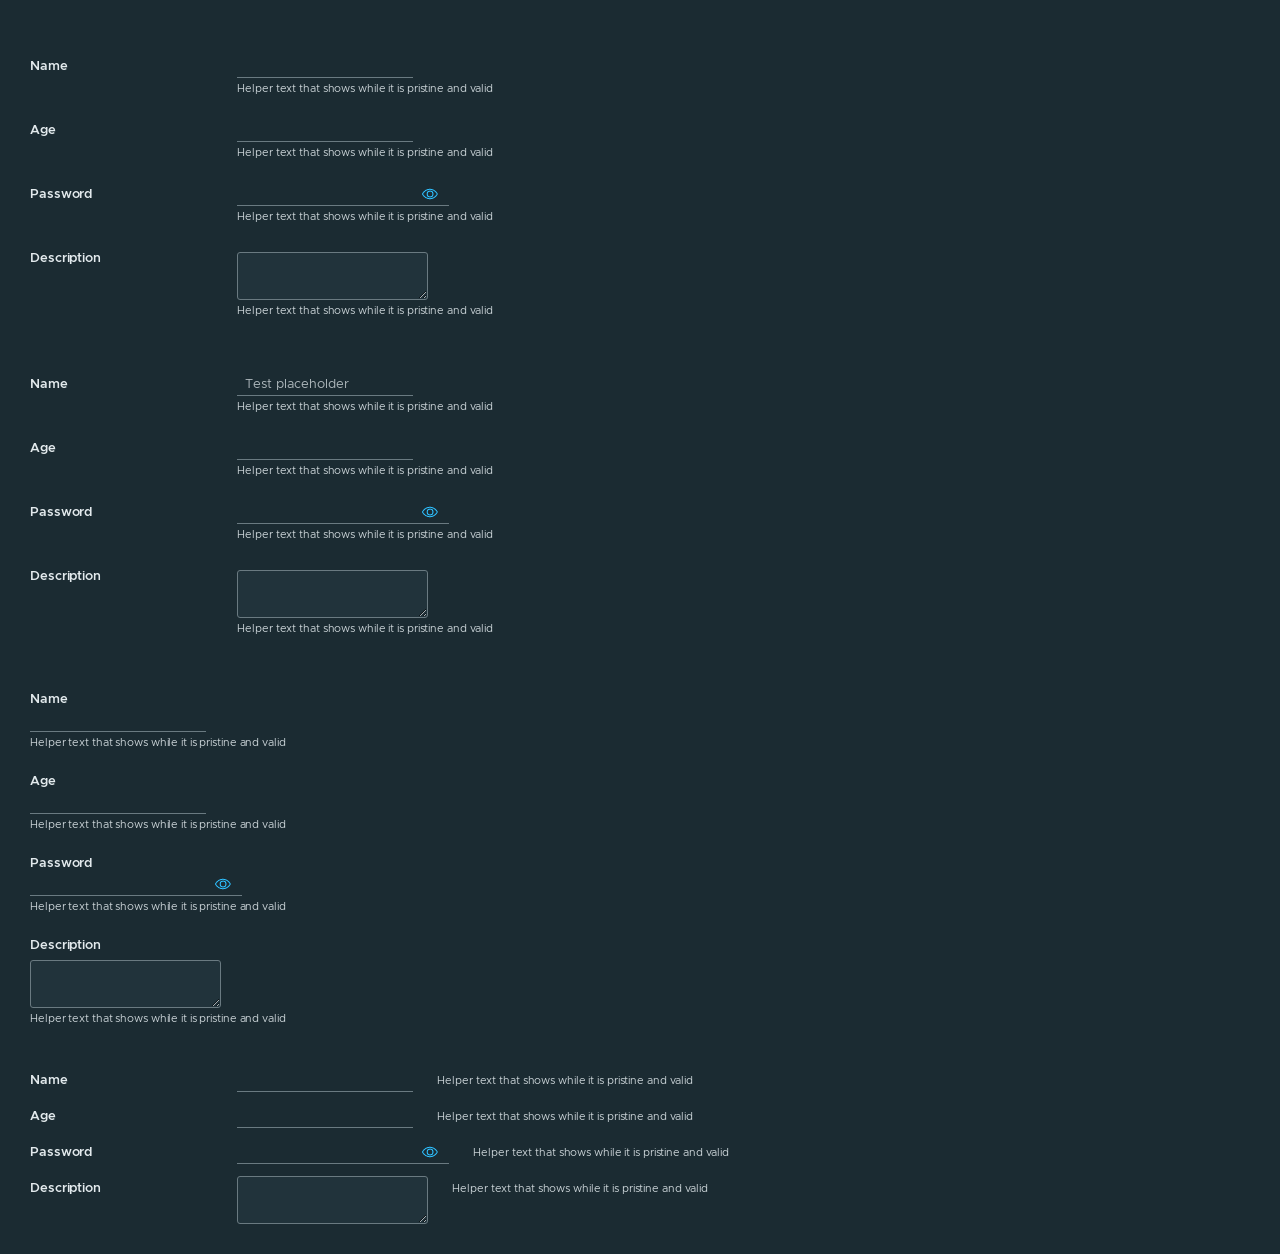 Name
Helper text that shows while it is pristine and valid
Age
Helper text that shows while it is pristine and valid
Password
Helper text that shows while it is pristine and valid
Description
Helper text that shows while it is pristine and valid
Name Test placeholder
Helper text that shows while it is pristine and valid
Age
Helper text that shows while it is pristine and valid
Password
Helper text that shows while it is pristine and valid
Description
Helper text that shows while it is pristine and valid
Name
Helper text that shows while it is pristine and valid
Age
Helper text that shows while it is pristine and valid
Password
Helper text that shows while it is pristine and valid
Description
Helper text that shows while it is pristine and valid
Name Helper text that shows while it is pristine and valid
Age Helper text that shows while it is pristine and valid
Password Helper text that shows while it is pristine and valid
Description Helper text that shows while it is pristine and valid